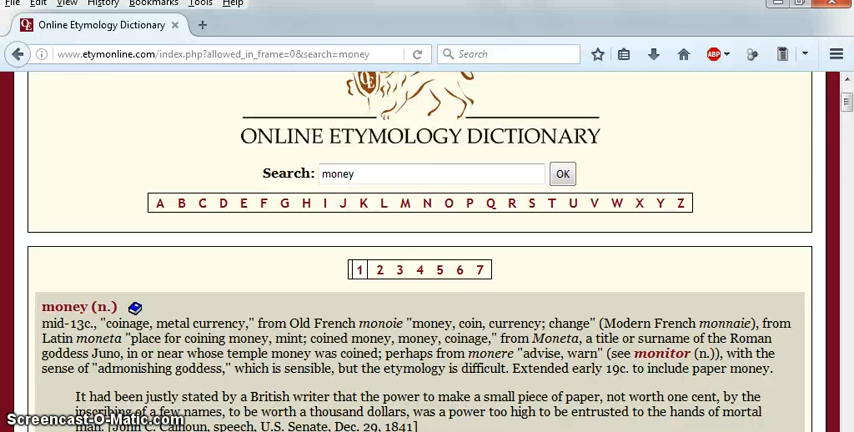 File Edit View History Bookmarks Tools Help
Online Etymology Dictionary
www.etymonline.com/index.php?allowed_in_frame=0&search=money
Search
ABP
OE
ONLINE ETYMOLOGY DICTIONARY
Search: money OK
A B C D E F G H I J K L M N O P Q R S T U V W X Y Z
1 2 3 4 5 6 7
money (n.)
mid-13c., "coinage, metal currency," from Old French monoie "money, coin, currency; change" (Modern French monnaie), from
Latin moneta "place for coining money, mint; coined money, money, coinage," from Moneta, a title or surname of the Roman
goddess Juno, in or near whose temple money was coined; perhaps from monere "advise, warn" (see monitor (n.)), with the
sense of "admonishing goddess," which is sensible, but the etymology is difficult. Extended early 19c. to include paper money.
It had been justly stated by a British writer that the power to make a small piece of paper, not worth one cent, by the
inscribing of a few names, to be worth a thousand dollars, was a power too high to be entrusted to the hands of mortal
man. [John C. Calhoun, speech, U.S. Senate, Dec. 29, 1841]
Screencast-O-Matic.com